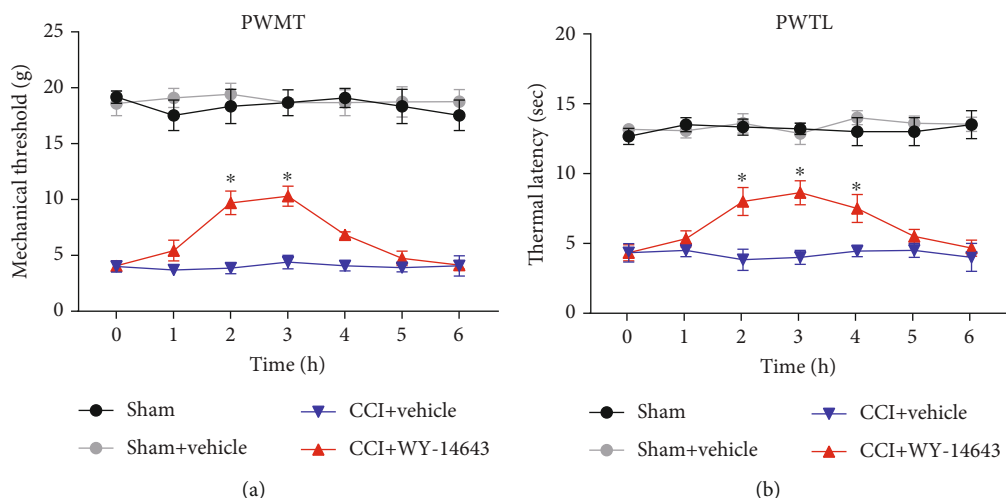 PWMT
Mechanical threshold (g)
25
20
15
10
5
0
* *
0 1 2 3 4 5 6
Time (h)
Sham
CCI+vehicle
Sham+vehicle
CCI+WY-14643
(a)
PWTL
Thermal latency (sec)
20
15
10
5
0
* * *
0 1 2 3 4 5 6
Time (h)
Sham
CCI+vehicle
Sham+vehicle
CCI+WY-14643
(b)